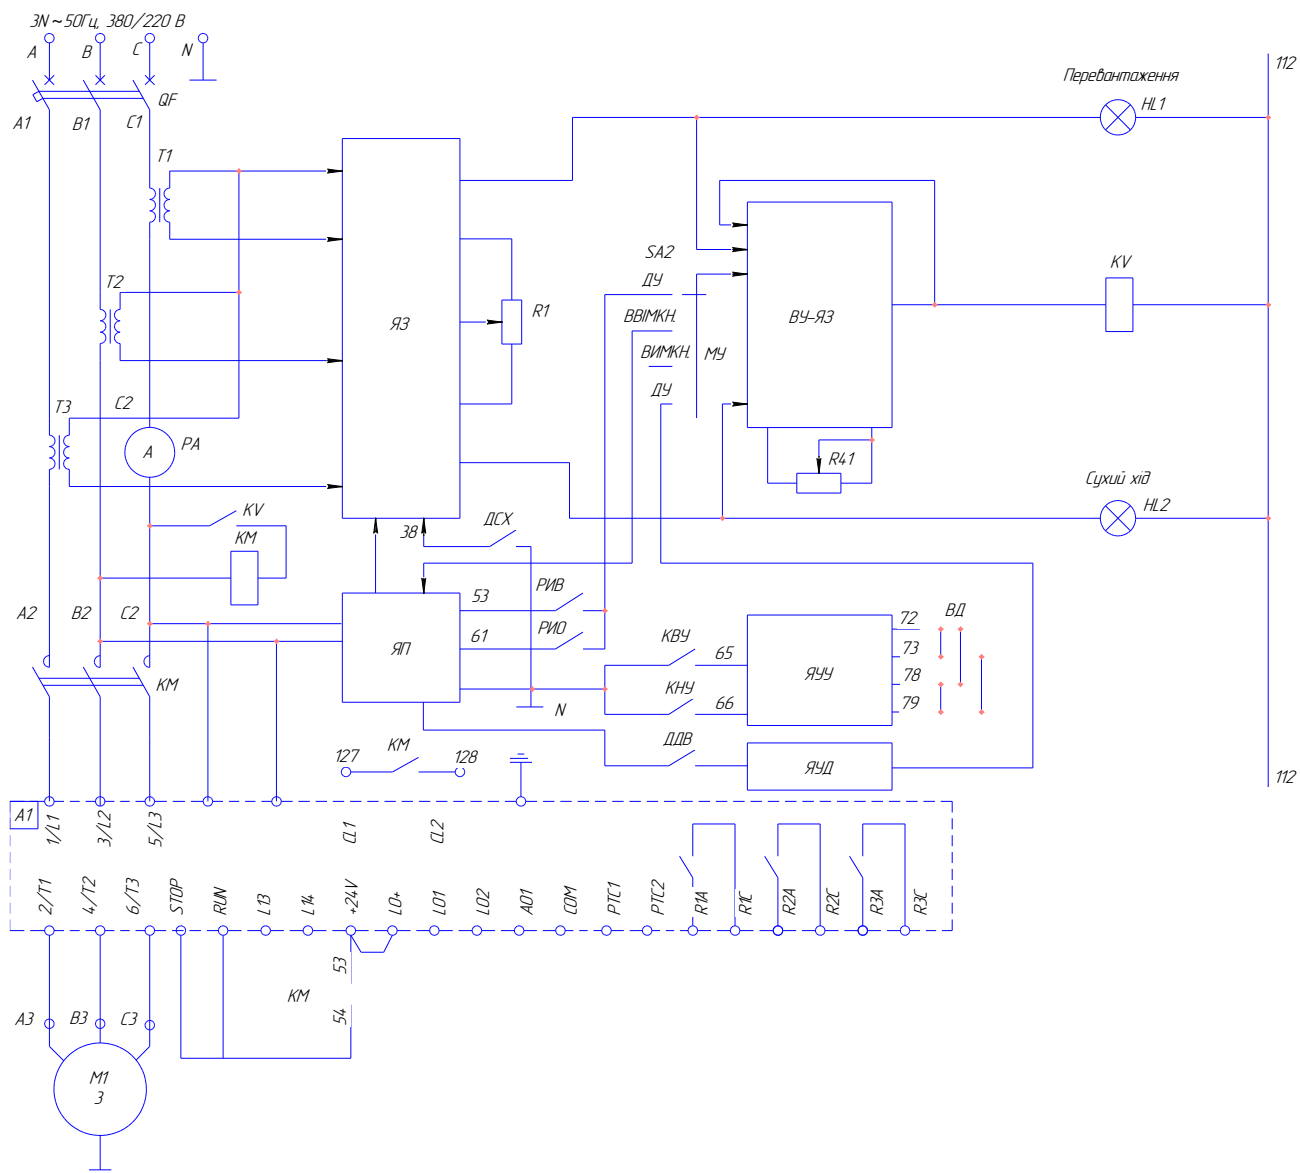 3N ~ 50Гц, 380/220 В
A
B
C
N
QF
A1
B1
C1
T1
T2
T3
C2
A
PA
KV
KM
A2
B2
C2
KM
ЯЗ
R1
38
ДСХ
ЯП
53
61
РИВ
РИО
N
127
KM
128
SA2
ДУ
ВВІМКН.
ВИМКН.
МУ
ДУ
ВУ-ЯЗ
R41
Перевантаження
HL1
112
KV
Сухий хід
HL2
КВУ
65
КНУ
66
ЯУУ
72
73
78
79
ВД
ДДВ
ЯУД
112
A1
1/L1
3/L2
5/L3
CL1
CL2
2/T1
4/T2
6/T3
STOP
RUN
L13
L14
+24V
LO+
LO1
LO2
AO1
COM
PTC1
PTC2
R1A
R1C
R2A
R2C
R3A
R3C
53
KM
54
A3
B3
C3
M1
3